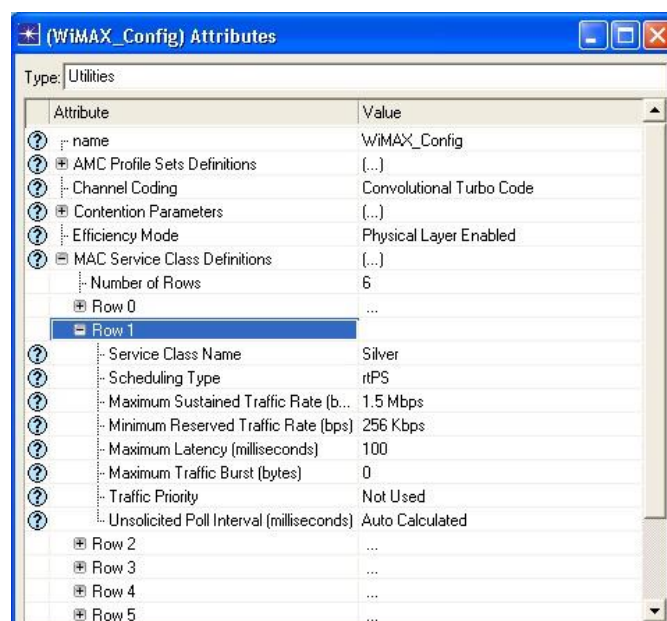 (WiMAX_Config) Attributes
Type: Utilities
Attribute Value
name WiMAX_Config
AMC Profile Sets Definitions (...)
Channel Coding Convolutional Turbo Code
Contention Parameters (...)
Efficiency Mode Physical Layer Enabled
MAC Service Class Definitions (...)
Number of Rows 6
Row 0 ...
Row 1
Service Class Name Silver
Scheduling Type rtPS
Maximum Sustained Traffic Rate (b... 1.5 Mbps
Minimum Reserved Traffic Rate (bps) 256 Kbps
Maximum Latency (milliseconds) 100
Maximum Traffic Burst (bytes) 0
Traffic Priority Not Used
Unsolicited Poll Interval (milliseconds) Auto Calculated
Row 2 ...
Row 3 ...
Row 4 ...
Row 5 ...